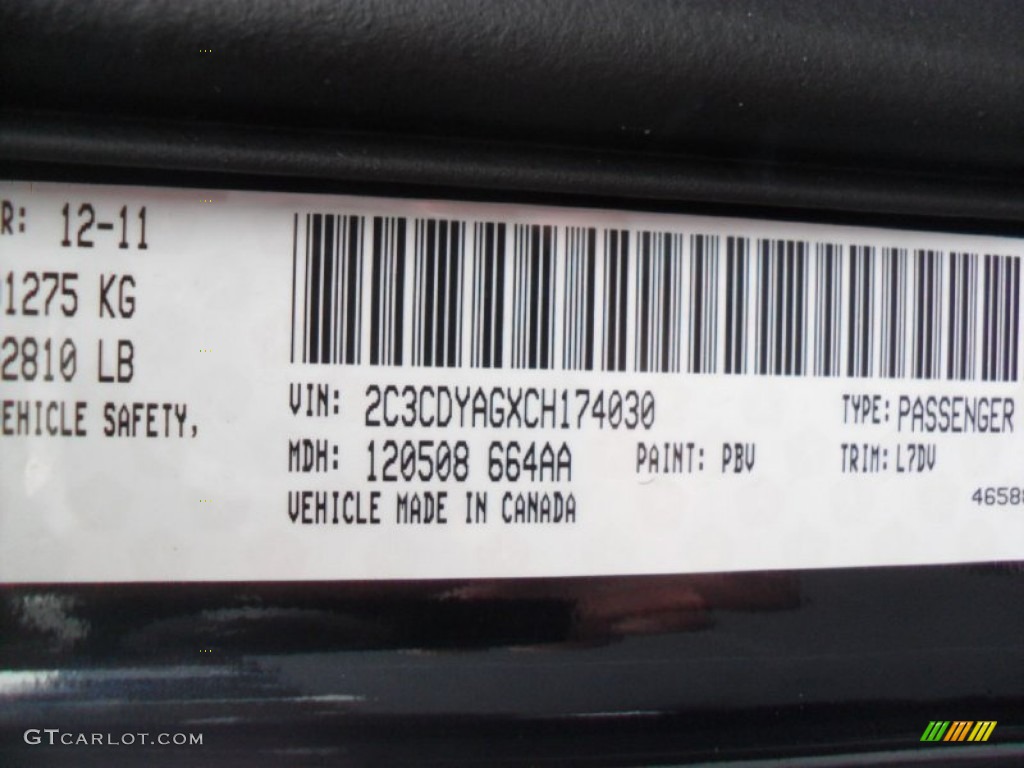 R: 12-11
1275 KG
2810 LB
EHICLE SAFETY,
VIN: 2C3CDYAGXCH174030 TYPE: PASSENGER
MDH: 120508 664AA PAINT: PBV TRIM: L7DV
VEHICLE MADE IN CANADA
4658
GTCARLOT.COM